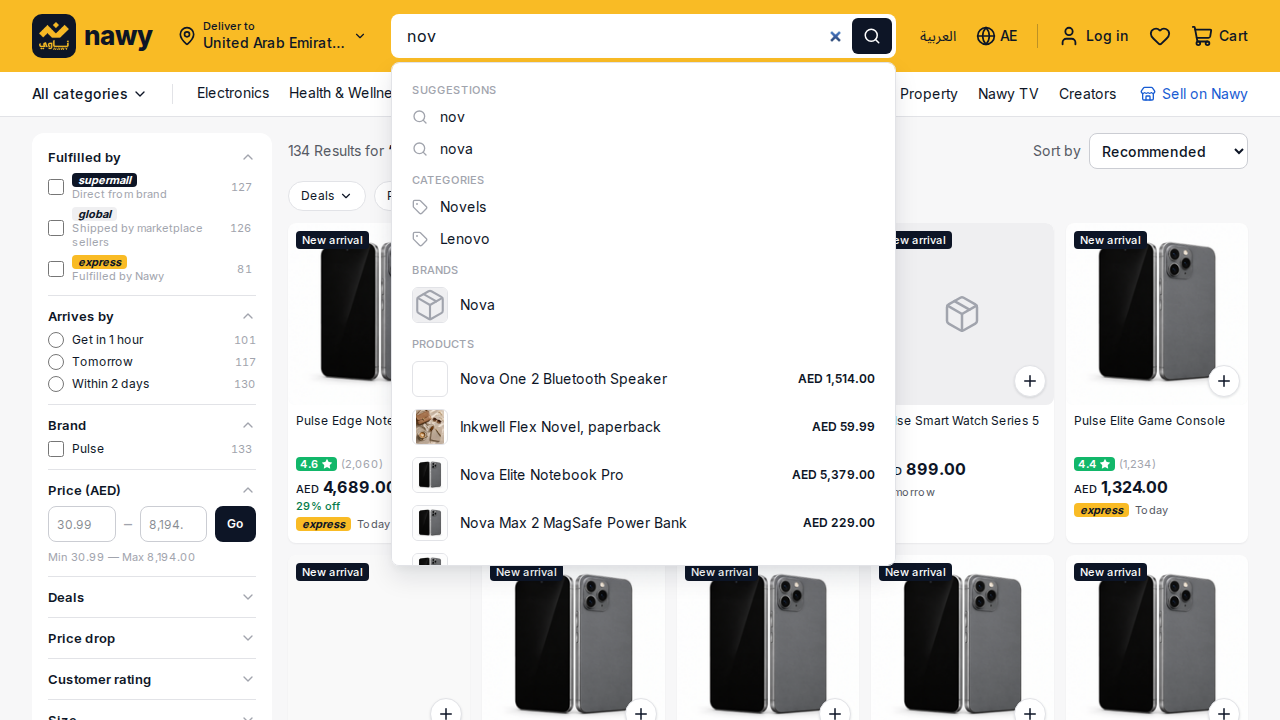 ناوي
NAWY
nawy
Deliver to
United Arab Emirat...
nov
العربية
AE
Log in
Cart
All categories
Electronics
Health & Wellne
Property
Nawy TV
Creators
Sell on Nawy
SUGGESTIONS
nov
nova
CATEGORIES
Novels
Lenovo
BRANDS
Nova
PRODUCTS
Nova One 2 Bluetooth Speaker
AED 1,514.00
Inkwell Flex Novel, paperback
AED 59.99
Nova Elite Notebook Pro
AED 5,379.00
Nova Max 2 MagSafe Power Bank
AED 229.00
Fulfilled by
supermall
127
Direct from brand
global
Shipped by marketplace
sellers
126
express
81
Fulfilled by Nawy
Arrives by
Get in 1 hour
101
Tomorrow
117
Within 2 days
130
Brand
Pulse
133
Price (AED)
30.99
—
8,194.
Go
Min 30.99 — Max 8,194.00
Deals
Price drop
Customer rating
Size
134 Results for
Sort by
Recommended
Deals
New arrival
Pulse Edge Note
4.6
(2,060)
AED 4,689.00
29% off
express
Today
ew arrival
lse Smart Watch Series 5
899.00
morrow
New arrival
Pulse Elite Game Console
4.4
(1,234)
AED 1,324.00
express
Today
New arrival
New arrival
New arrival
New arrival
New arrival